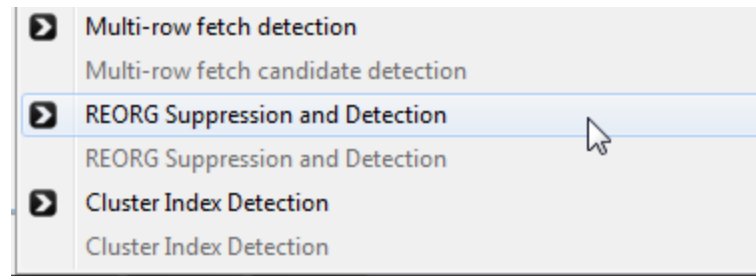 Multi-row fetch detection
Multi-row fetch candidate detection
REORG Suppression and Detection
REORG Suppression and Detection
Cluster Index Detection
Cluster Index Detection